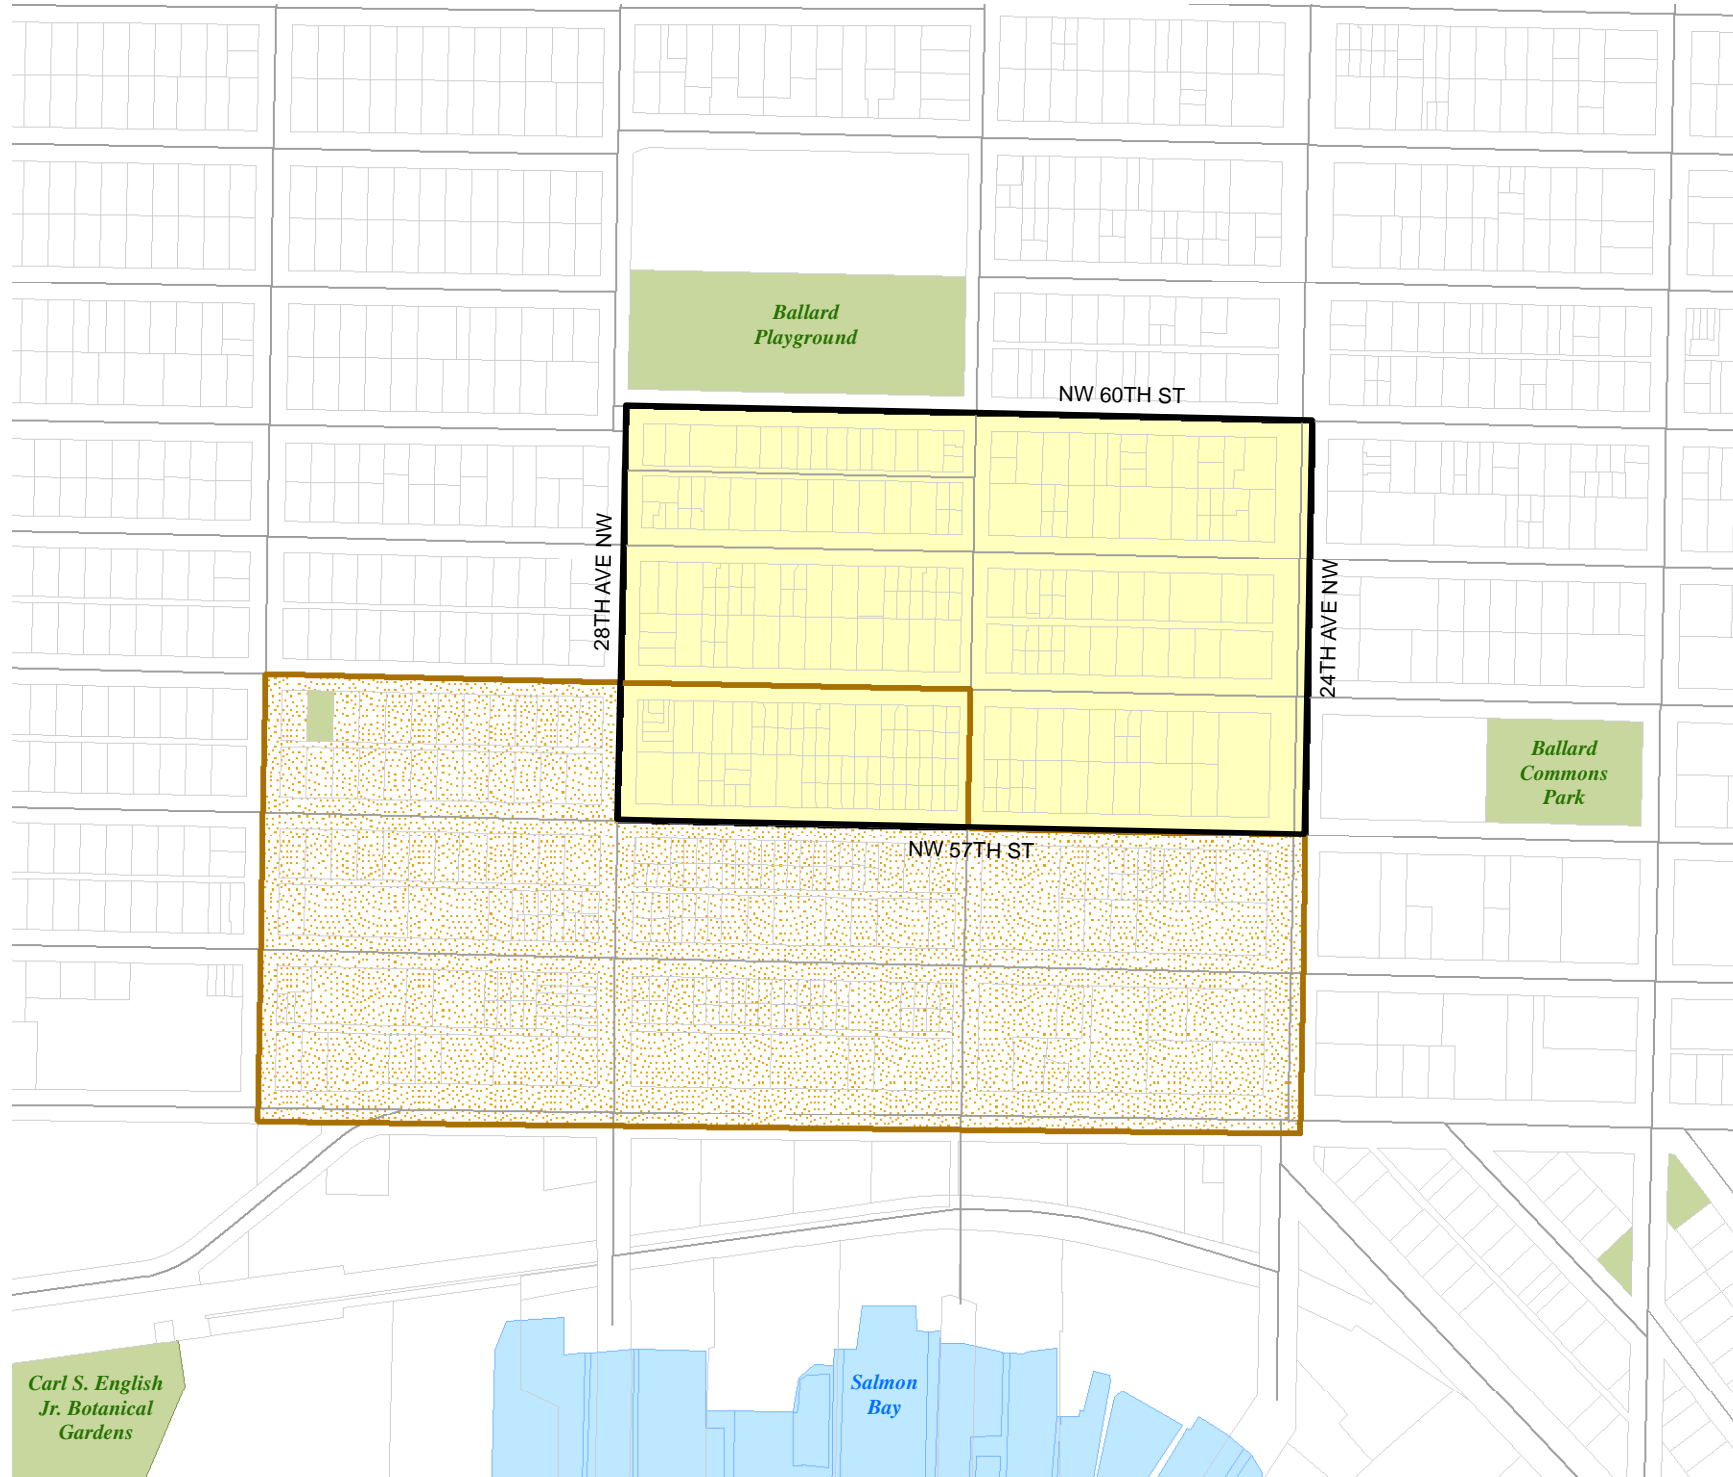 Ballard
Playground
NW 60TH ST
28TH AVE NW
24TH AVE NW
Ballard
Commons
Park
NW 57TH ST
Carl S. English
Jr. Botanical
Gardens
Salmon
Bay